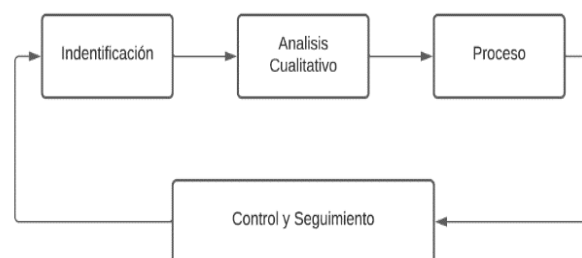 Indentificación
Analisis
Cualitativo
Proceso
Control y Seguimiento